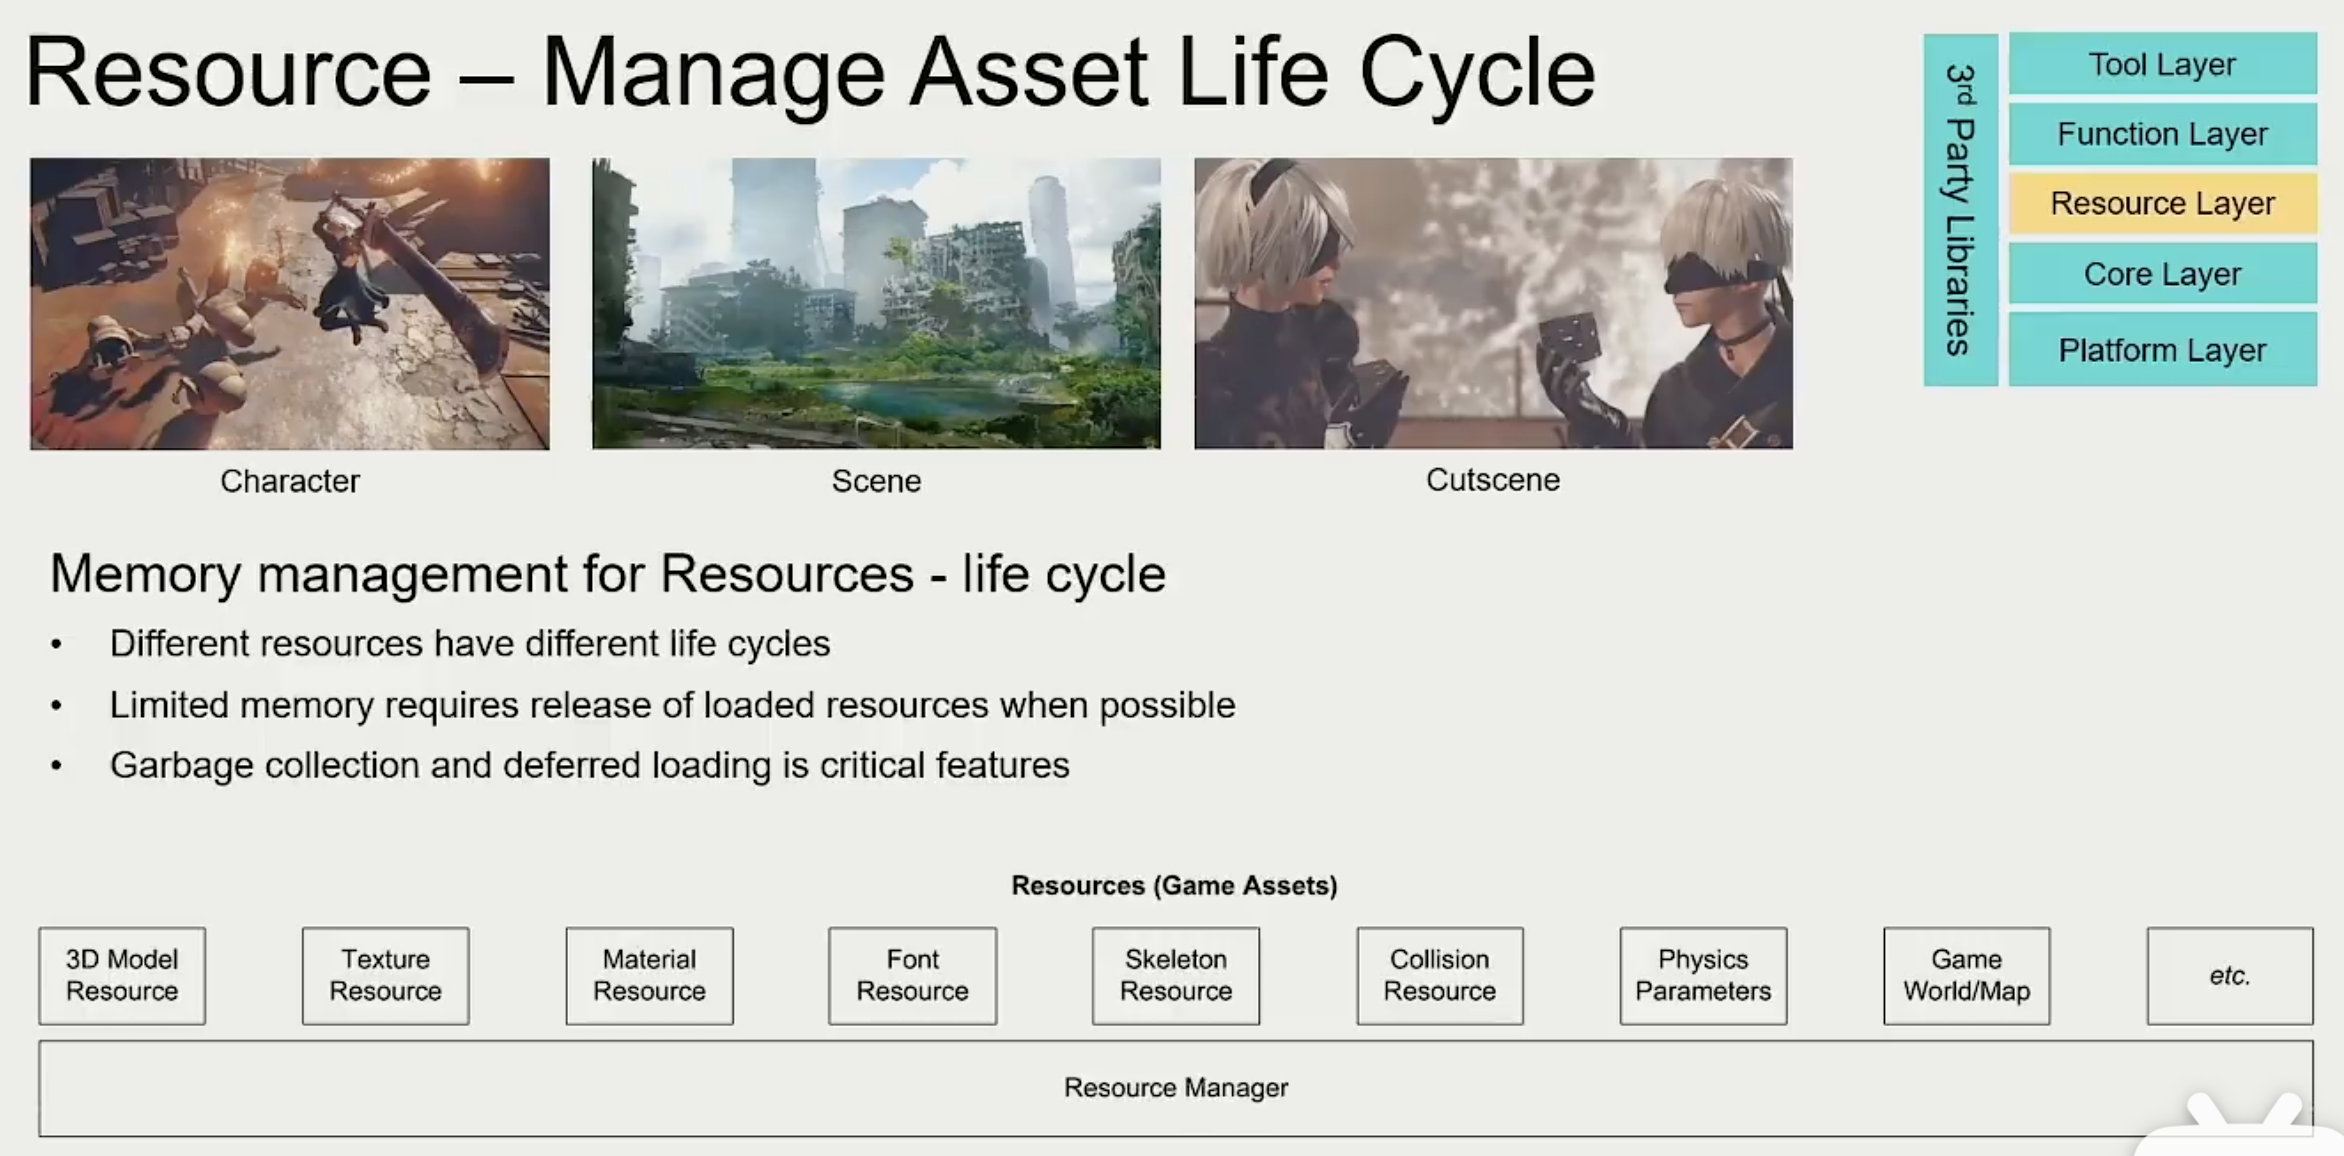 Resource – Manage Asset Life Cycle
3rd Party Libraries
Tool Layer
Function Layer
Resource Layer
Core Layer
Platform Layer
Character
Scene
Cutscene
Memory management for Resources - life cycle
• Different resources have different life cycles
• Limited memory requires release of loaded resources when possible
• Garbage collection and deferred loading is critical features
Resources (Game Assets)
3D Model
Resource
Texture
Resource
Material
Resource
Font
Resource
Skeleton
Resource
Collision
Resource
Physics
Parameters
Game
World/Map
etc.
Resource Manager